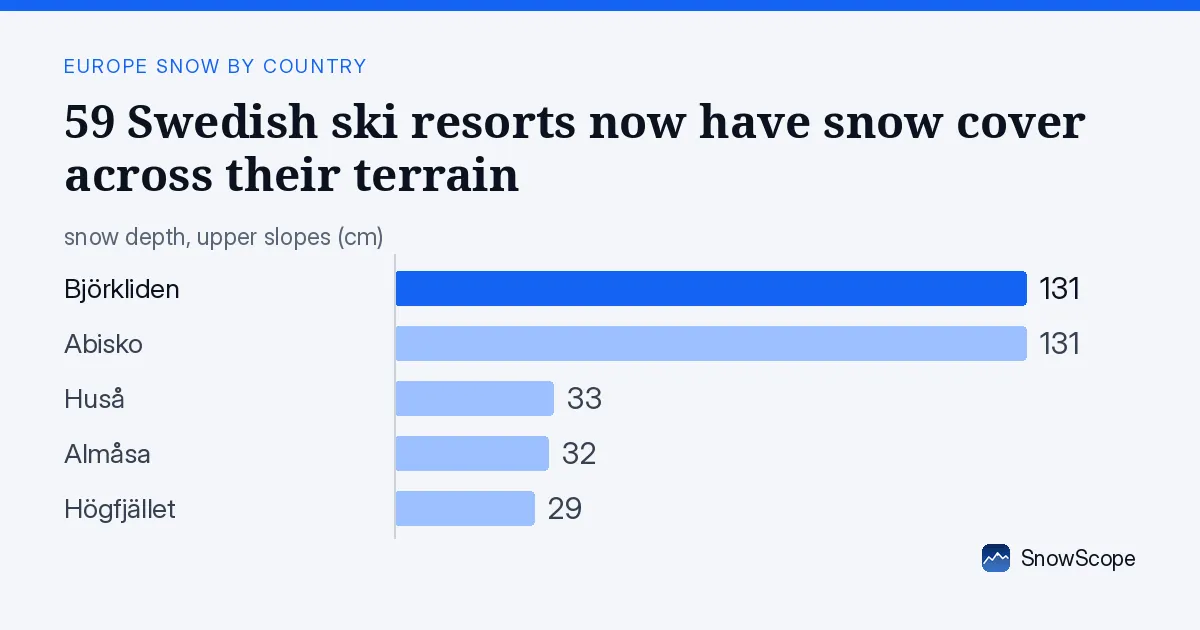 EUROPE SNOW BY COUNTRY
59 Swedish ski resorts now have snow cover
across their terrain
snow depth, upper slopes (cm)
Björkliden 131
Abisko 131
Huså 33
Almåsa 32
Högfjället 29
SnowScope